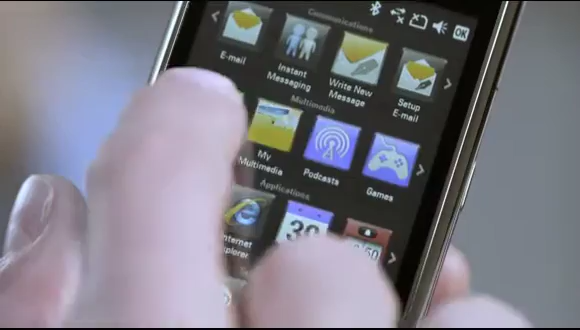 Communications
OK
E-mail
Instant
Messaging
Write New
Message
Setup
E-mail
Multimedia
My
Multimedia
Podcasts
Games
Applications
Internet
Explorer
30